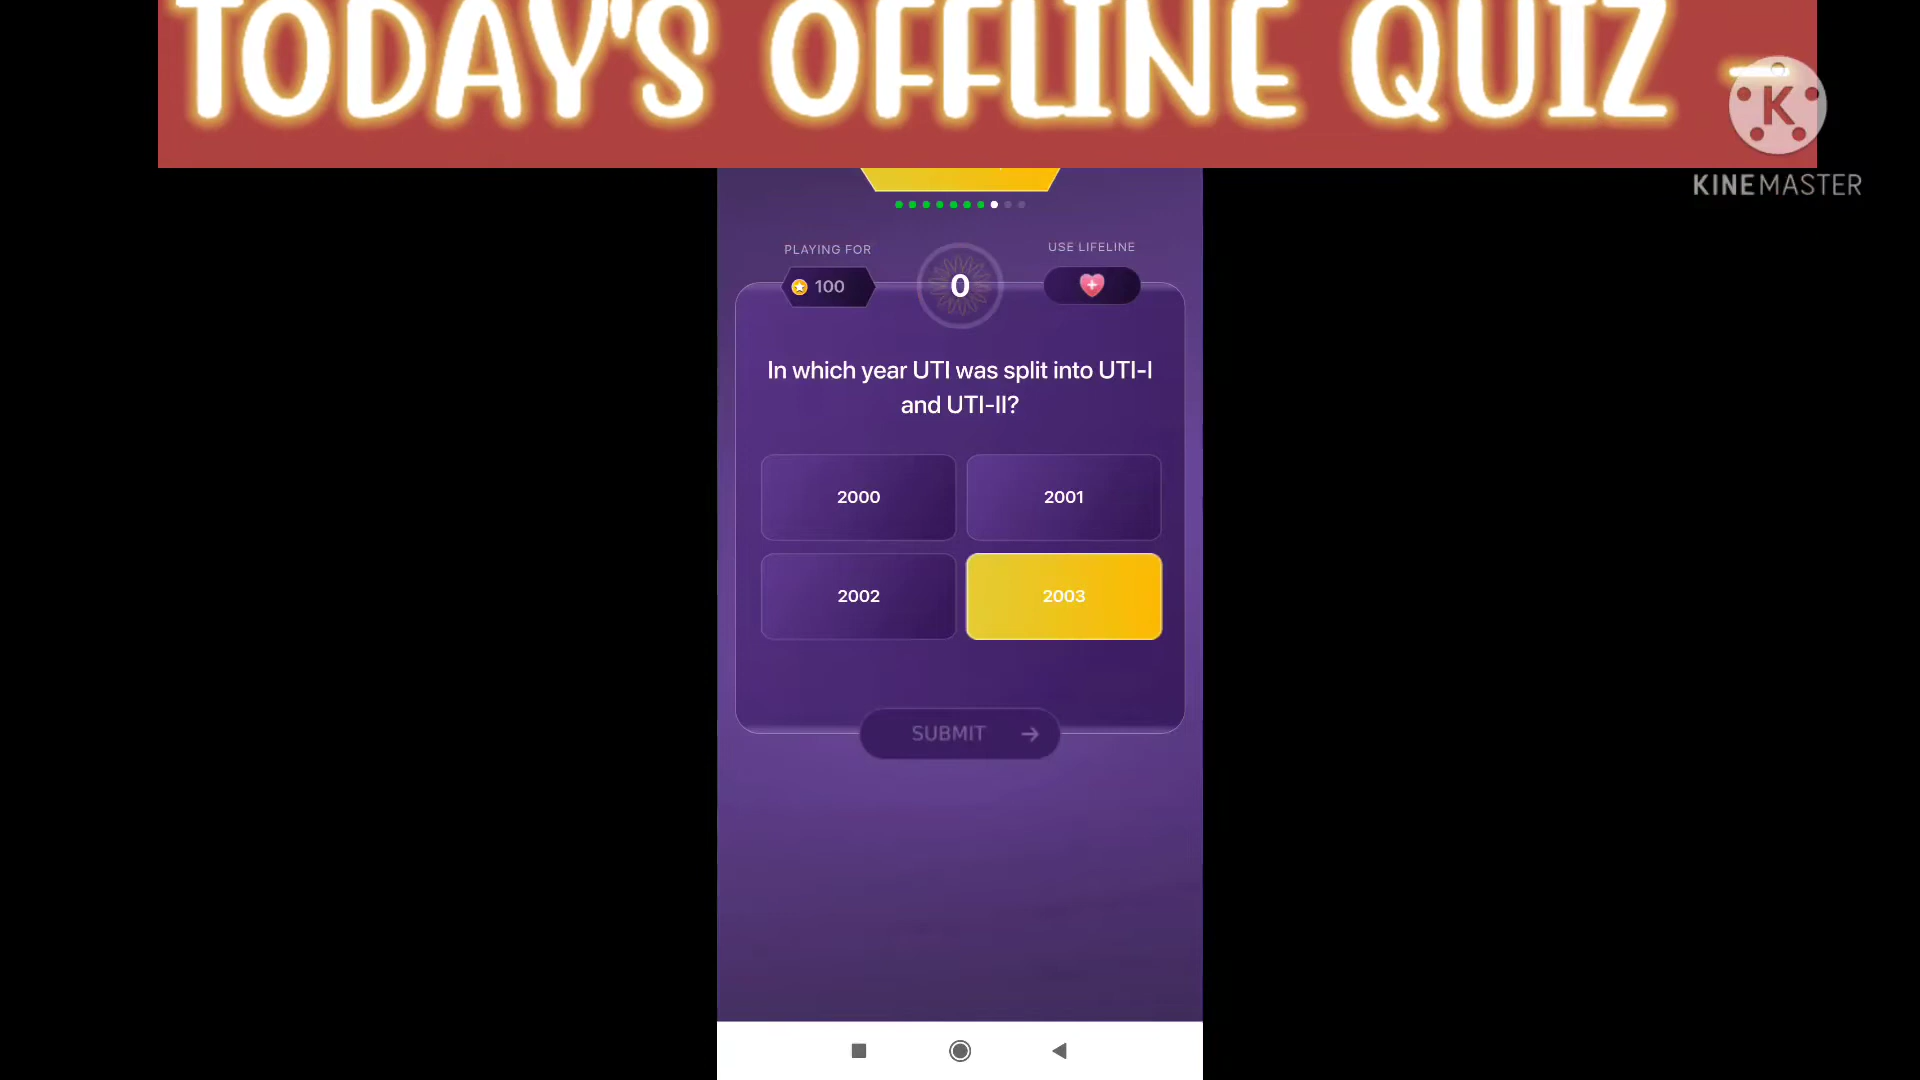 TODAY'S OFFLINE QUIZ -
K
KINEMASTER
PLAYING FOR
USE LIFELINE
100
0
In which year UTI was split into UTI-I
and UTI-II?
2000
2001
2002
2003
SUBMIT